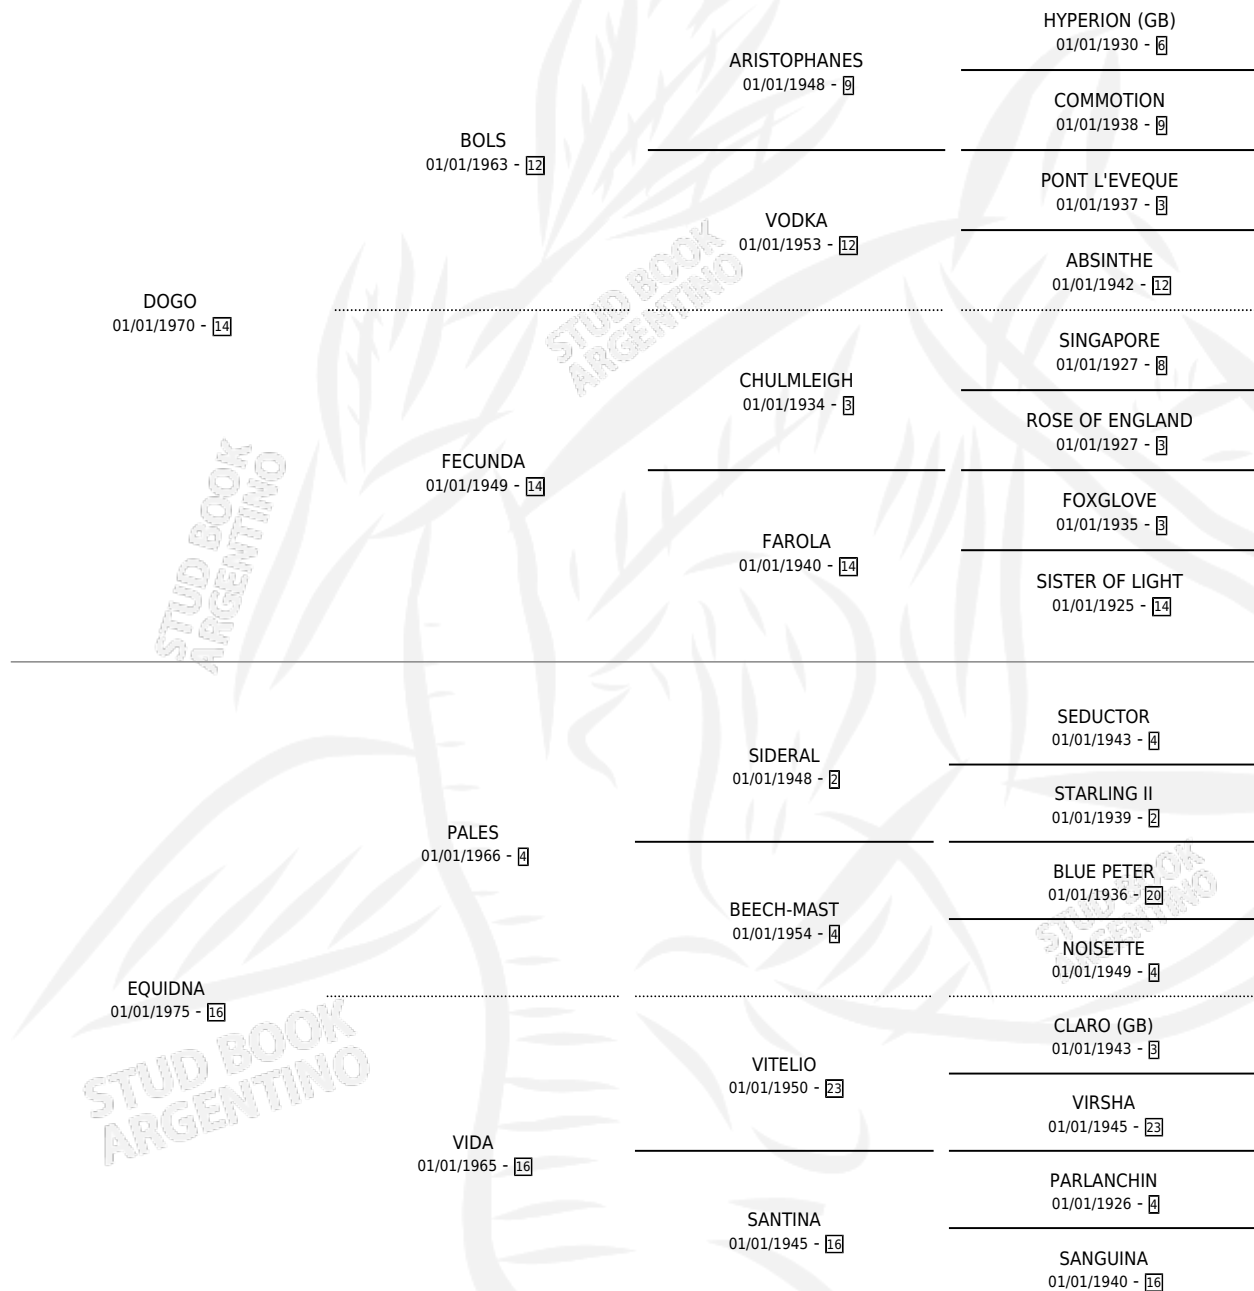 HYPERION (GB)
01/01/1930 - 6
ARISTOPHANES
01/01/1948 - 9
COMMOTION
01/01/1938 - 9
BOLS
01/01/1963 - 12
PONT L'EVEQUE
01/01/1937 - 3
VODKA
01/01/1953 - 12
ABSINTHE
01/01/1942 - 12
DOGO
01/01/1970 - 14
SINGAPORE
01/01/1927 - 8
CHULMLEIGH
01/01/1934 - 3
ROSE OF ENGLAND
01/01/1927 - 3
FECUNDA
01/01/1949 - 14
FOXGLOVE
01/01/1935 - 3
FAROLA
01/01/1940 - 14
SISTER OF LIGHT
01/01/1925 - 14
STUD BOOK
ARGENTINO
STUD BOOK
ARGENTINO
SEDUCTOR
01/01/1943 - 4
SIDERAL
01/01/1948 - 2
STARLING II
01/01/1939 - 2
PALES
01/01/1966 - 4
BLUE PETER
01/01/1936 - 20
BEECH-MAST
01/01/1954 - 4
NOISETTE
01/01/1949 - 4
EQUIDNA
01/01/1975 - 16
CLARO (GB)
01/01/1943 - 3
VITELIO
01/01/1950 - 23
VIRSHA
01/01/1945 - 23
VIDA
01/01/1965 - 16
PARLANCHIN
01/01/1926 - 4
SANTINA
01/01/1945 - 16
SANGUINA
01/01/1940 - 16
STUD BOOK
ARGENTINO
STUD BOOK
ARGENTINO